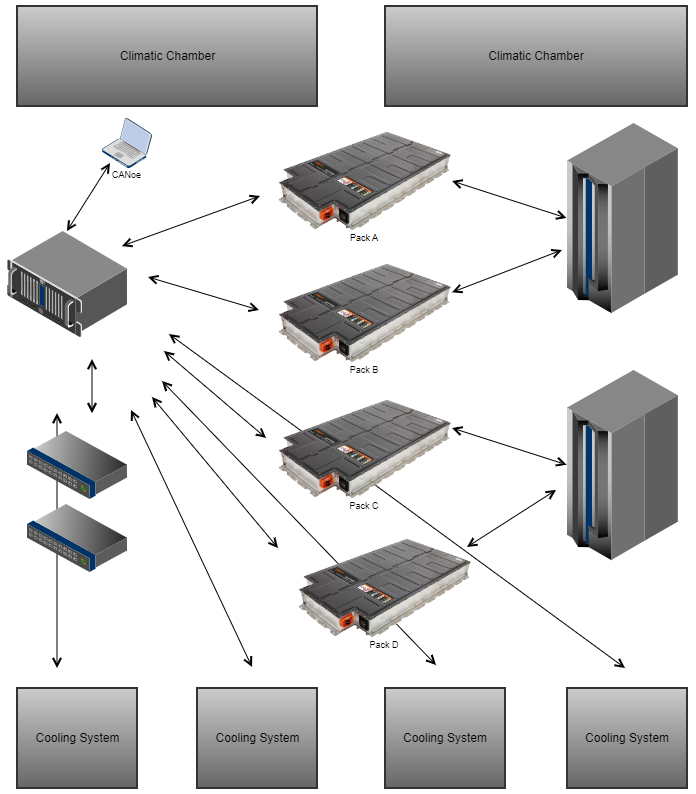 Climatic Chamber
Climatic Chamber
CANoe
Pack A
Pack B
Pack C
Pack D
Cooling System
Cooling System
Cooling System
Cooling System